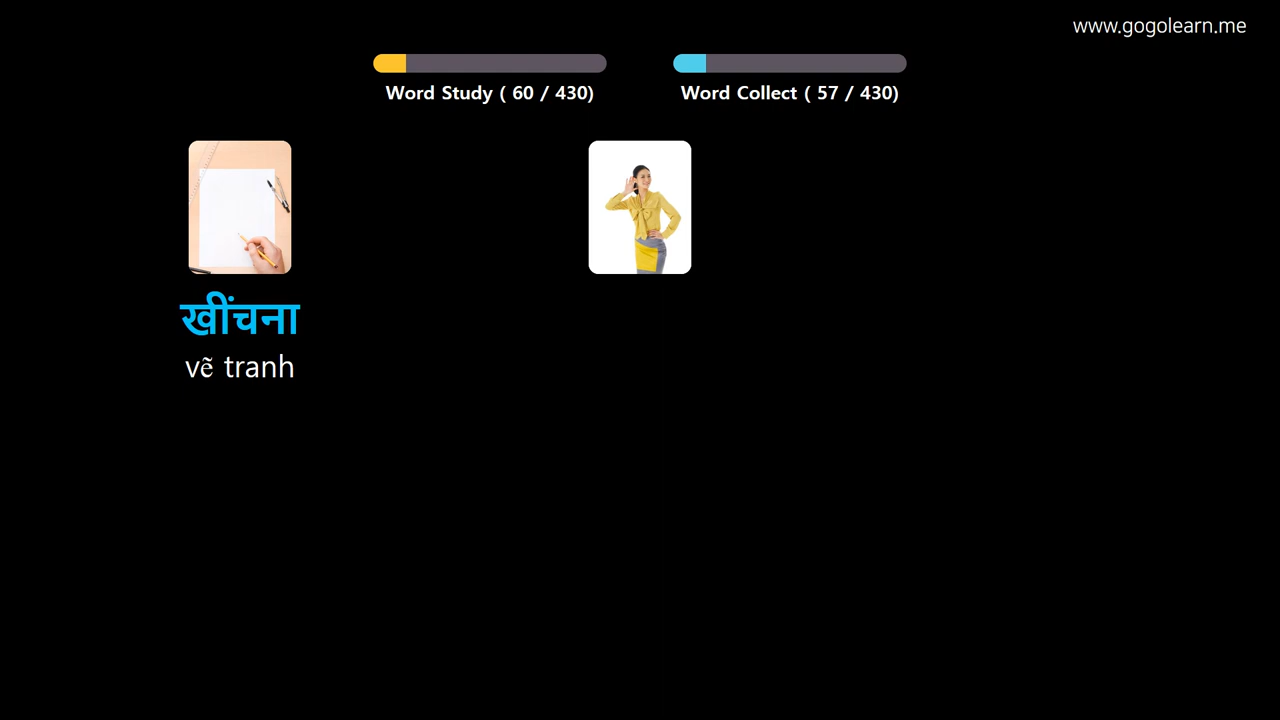 www.gogolearn.me
Word Study ( 60 / 430)
Word Collect ( 57 / 430)
खींचना
vẽ tranh